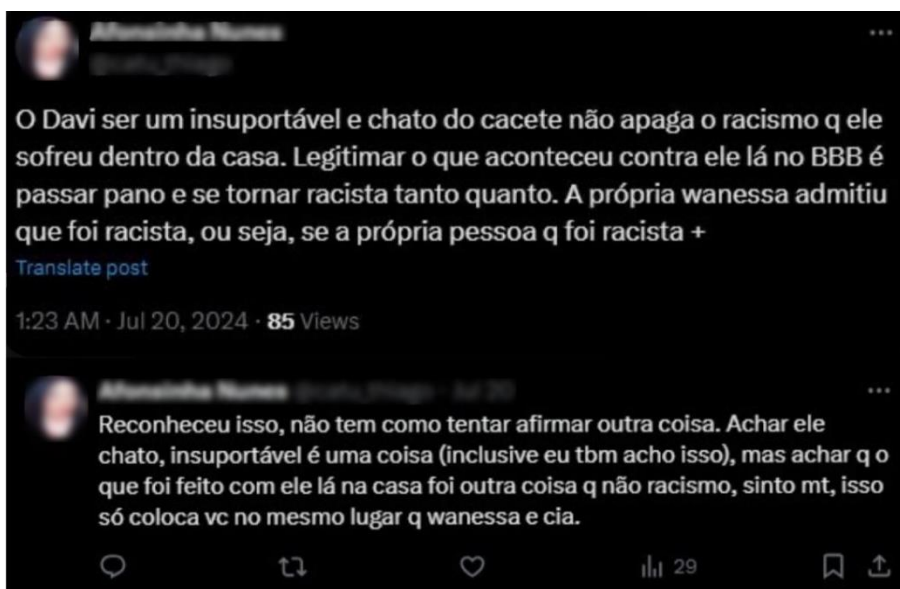 O Davi ser um insuportável e chato do cacete não apaga o racismo q ele
sofreu dentro da casa. Legitimar o que aconteceu contra ele lá no BBB é
passar pano e se tornar racista tanto quanto. A própria wanessa admitiu
que foi racista, ou seja, se a própria pessoa q foi racista +
Translate post
1:23 AM · Jul 20, 2024 · 85 Views
Reconheceu isso, não tem como tentar afirmar outra coisa. Achar ele
chato, insuportável é uma coisa (inclusive eu tbm acho isso), mas achar q o
que foi feito com ele lá na casa foi outra coisa q não racismo, sinto mt, isso
só coloca vc no mesmo lugar q wanessa e cia.
29